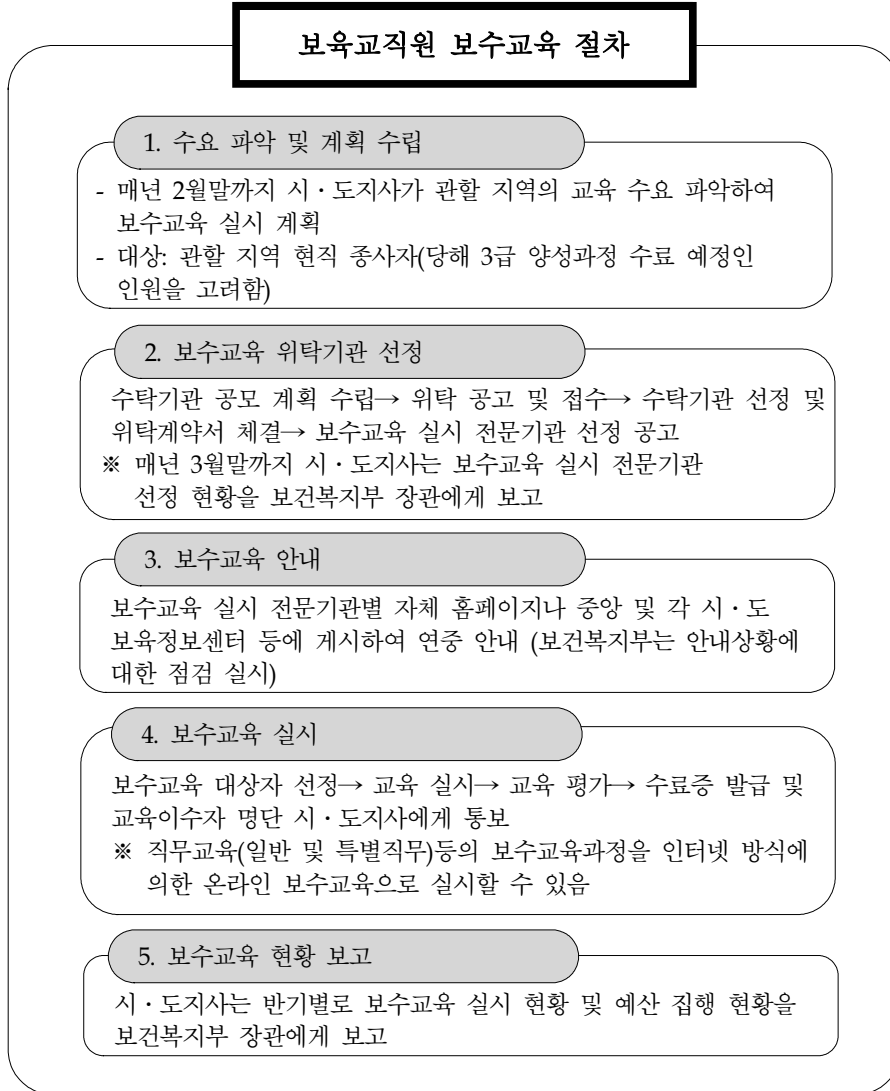 보육교직원 보수교육 절차
1. 수요 파악 및 계획 수립
- 매년 2월말까지 시·도지사가 관할 지역의 교육 수요 파악하여
보수교육 실시 계획
- 대상: 관할 지역 현직 종사자(당해 3급 양성과정 수료 예정인
인원을 고려함)
2. 보수교육 위탁기관 선정
수탁기관 공모 계획 수립→ 위탁 공고 및 접수→ 수탁기관 선정 및
위탁계약서 체결→ 보수교육 실시 전문기관 선정 공고
※ 매년 3월말까지 시·도지사는 보수교육 실시 전문기관
선정 현황을 보건복지부 장관에게 보고
3. 보수교육 안내
보수교육 실시 전문기관별 자체 홈페이지나 중앙 및 각 시·도
보육정보센터 등에 게시하여 연중 안내 (보건복지부는 안내상황에
대한 점검 실시)
4. 보수교육 실시
보수교육 대상자 선정→ 교육 실시→ 교육 평가→ 수료증 발급 및
교육이수자 명단 시·도지사에게 통보
※ 직무교육(일반 및 특별직무)등의 보수교육과정을 인터넷 방식에
의한 온라인 보수교육으로 실시할 수 있음
5. 보수교육 현황 보고
시·도지사는 반기별로 보수교육 실시 현황 및 예산 집행 현황을
보건복지부 장관에게 보고